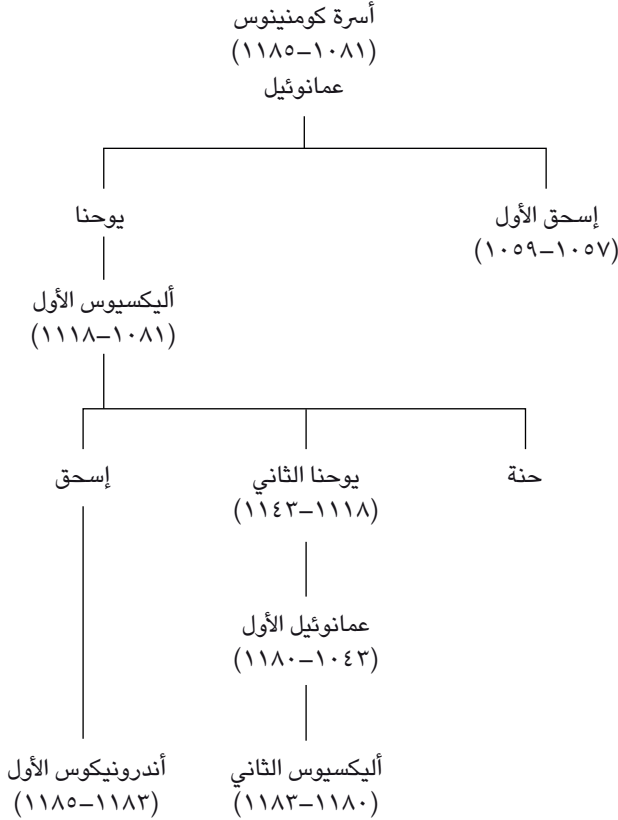 أسرة كومنينوس
(١٠٨١–١١٨٥)
عمانوئيل
إسحق الأول
(١٠٥٧–١٠٥٩)
يوحنا
أليكسيوس الأول
(١٠٨١–١١١٨)
حنة
يوحنا الثاني
(١١١٨–١١٤٣)
إسحق
عمانوئيل الأول
(١٠٤٣–١١٨٠)
أليكسيوس الثاني
(١١٨٠–١١٨٣)
أندرونيكوس الأول
(١١٨٣–١١٨٥)